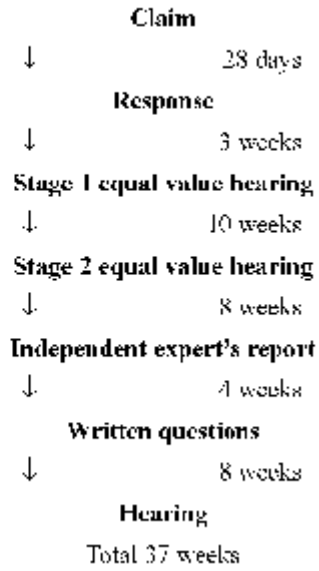 Claim
↓ 28 days
Response
↓ 3 weeks
Stage 1 equal value hearing
↓ 10 weeks
Stage 2 equal value hearing
↓ 8 weeks
Independent expert's report
↓ 4 weeks
Written questions
↓ 8 weeks
Hearing
Total 37 weeks